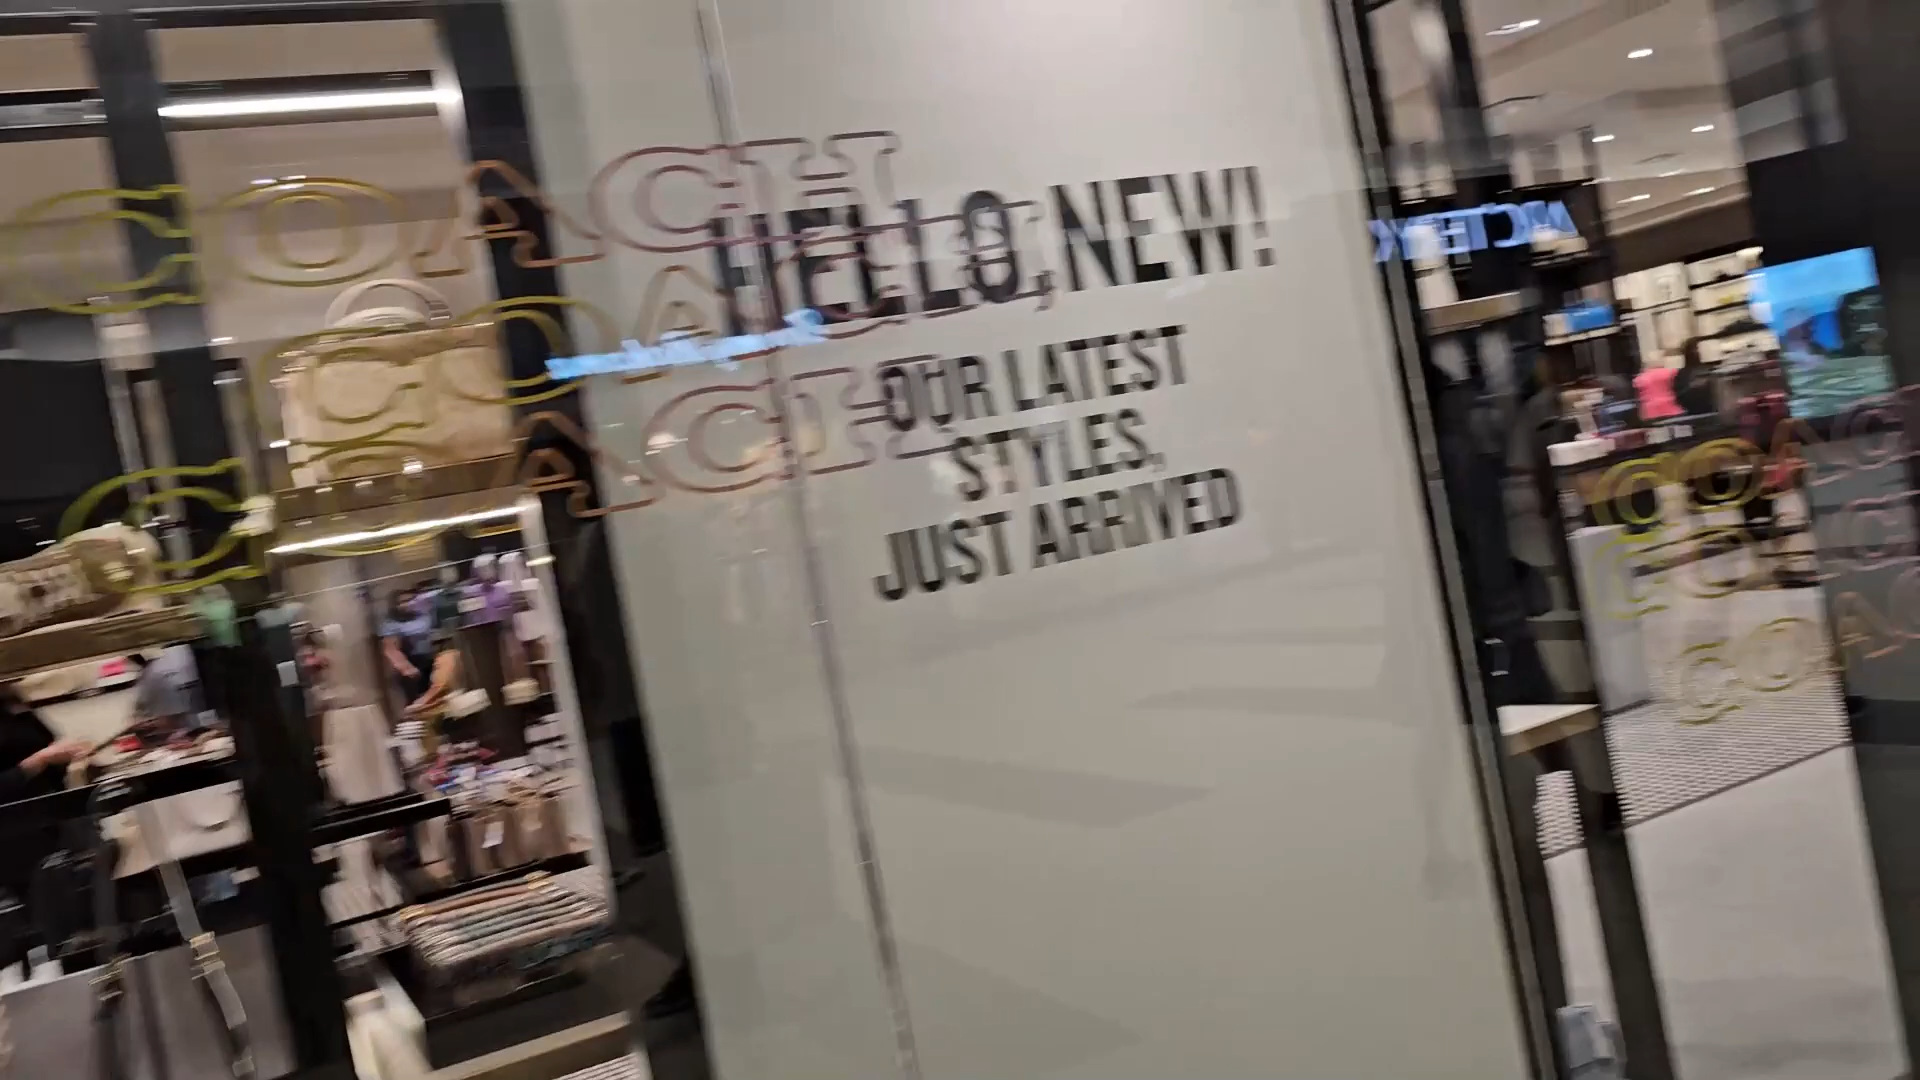 COACH
COACH
COACH
HELLO, NEW!
OUR LATEST
STYLES,
JUST ARRIVED
COACH
COACH
COACH